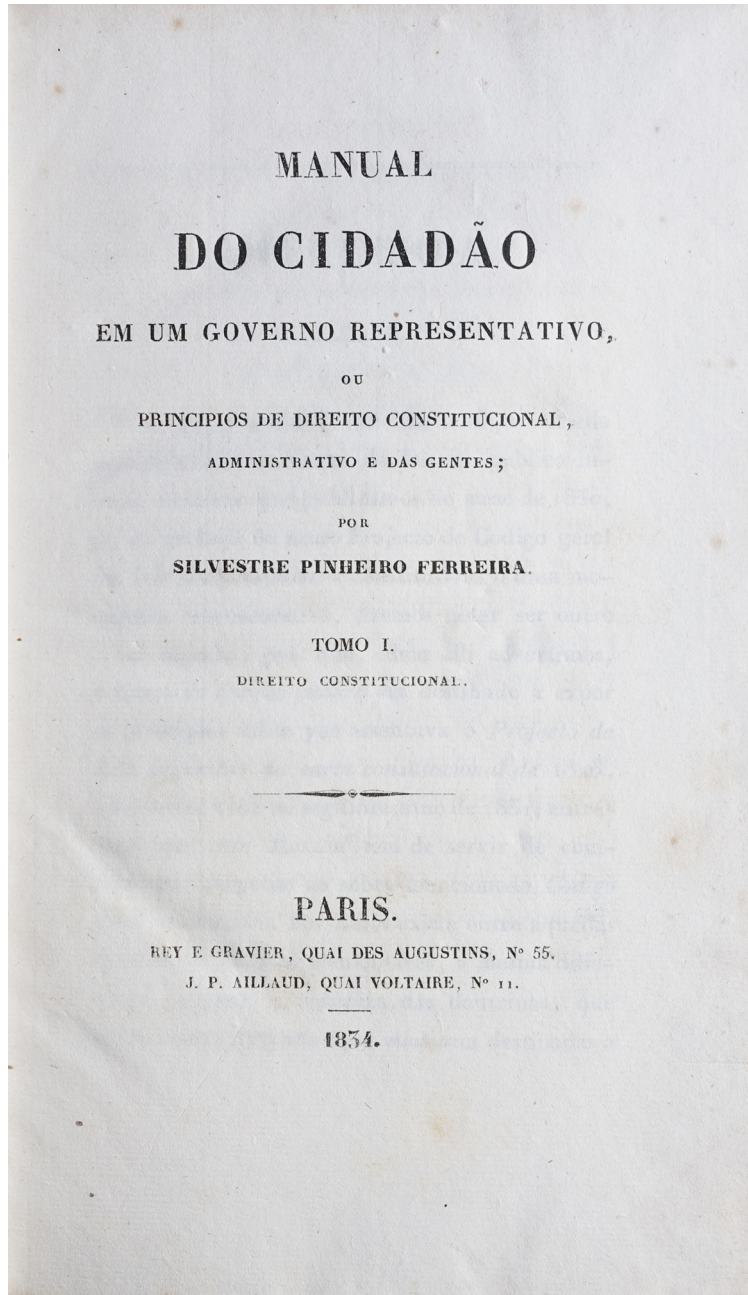 MANUAL
DO CIDADÃO
EM UM GOVERNO REPRESENTATIVO,
OU
PRINCIPIOS DE DIREITO CONSTITUCIONAL,
ADMINISTRATIVO E DAS GENTES;
POR
SILVESTRE PINHEIRO FERREIRA.
TOMO I.
DIREITO CONSTITUCIONAL.
PARIS.
REY E GRAVIER, QUAI DES AUGUSTINS, Nº 55.
J. P. AILLAUD, QUAI VOLTAIRE, Nº 11.
1834.